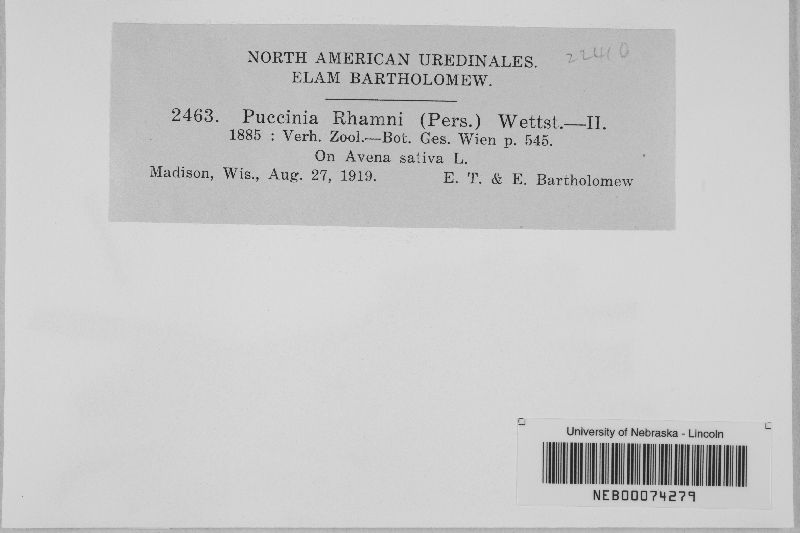 NORTH AMERICAN UREDINALES.
22410
ELAM BARTHOLOMEW.
2463. Puccinia Rhamni (Pers.) Wettst.—II.
1885 : Verh. Zool.—Bot. Ges. Wien p. 545.
On Avena sativa L.
Madison, Wis., Aug. 27, 1919. E. T. & E. Bartholomew
University of Nebraska - Lincoln
NEB00074279